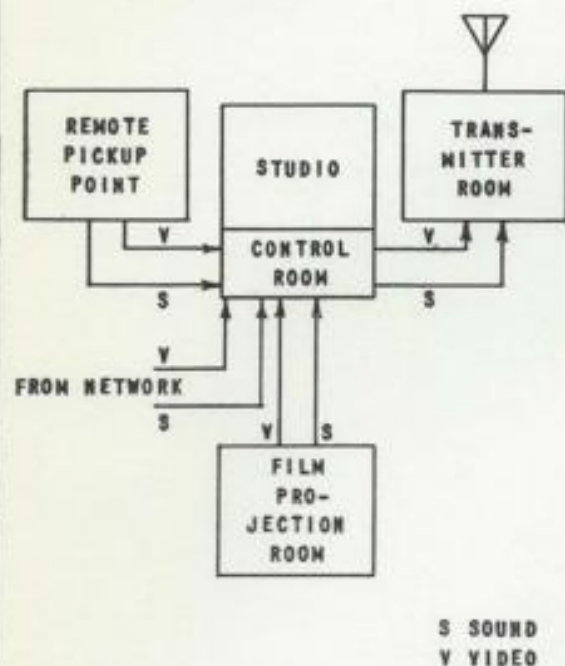 REMOTE
PICKUP
POINT
STUDIO
TRANS-
MITTER
ROOM
V
CONTROL
ROOM
V
S
S
V
FROM NETWORK
S
V
S
FILM
PRO-
JECTION
ROOM
S SOUND
V VIDEO